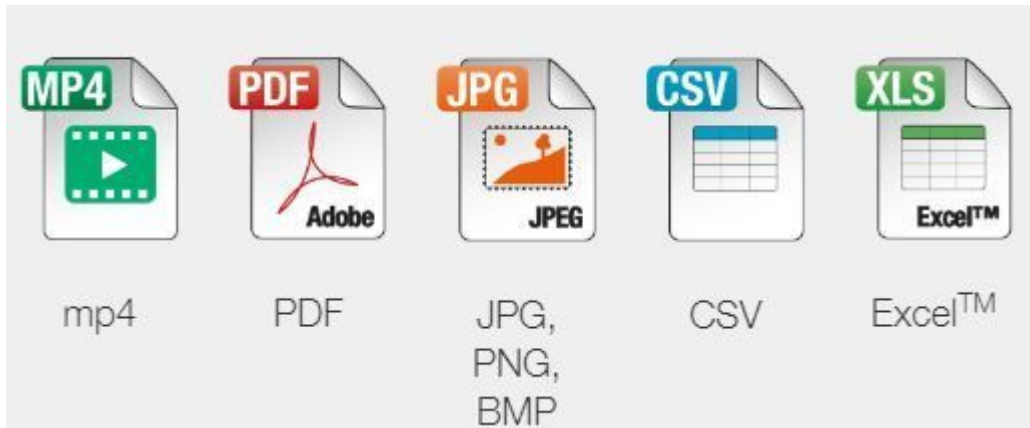 MP4
PDF
Adobe
JPG
JPEG
CSV
XLS
Excel™
mp4
PDF
JPG,
PNG,
BMP
CSV
Excel™